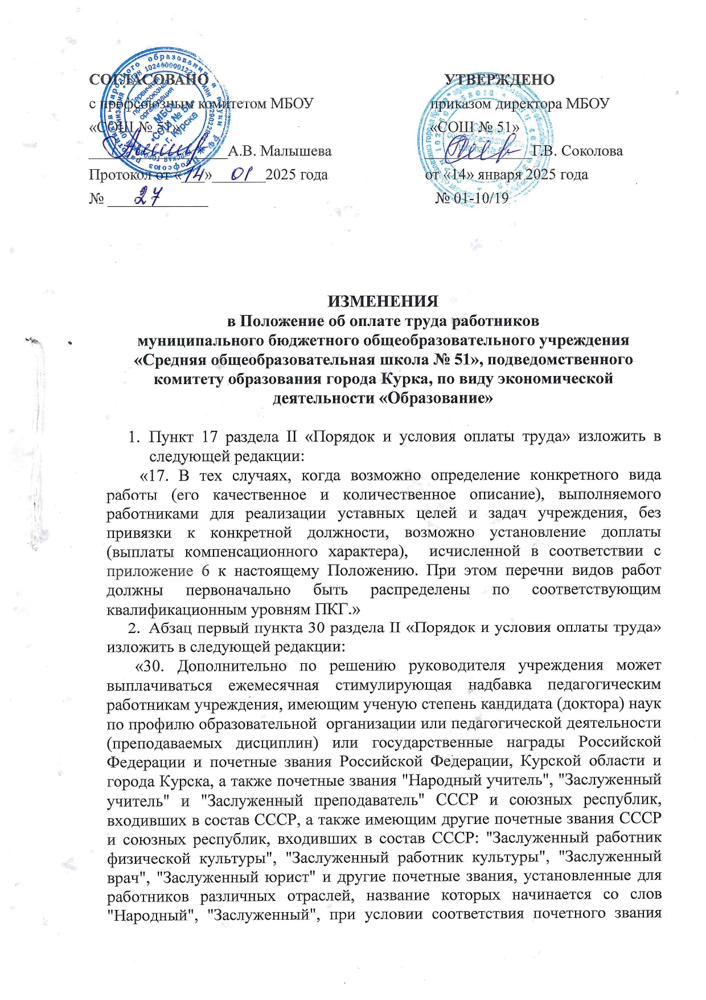 СОГЛАСОВАНО
с профсоюзным комитетом МБОУ
«СОШ № 51»
__________________А.В. Малышева
Протокол от «14»  01  2025 года
№ 27
УТВЕРЖДЕНО
приказом директора МБОУ
«СОШ № 51»
______________Г.В. Соколова
от «14» января 2025 года
№ 01-10/19
Первичная
профсоюзная
организация
МБОУ
«СОШ № 51»
г. Курска
ИЗМЕНЕНИЯ
в Положение об оплате труда работников
муниципального бюджетного общеобразовательного учреждения
«Средняя общеобразовательная школа № 51», подведомственного
комитету образования города Курка, по виду экономической
деятельности «Образование»
1. Пункт 17 раздела II «Порядок и условия оплаты труда» изложить в
следующей редакции:
«17. В тех случаях, когда возможно определение конкретного вида
работы (его качественное и количественное описание), выполняемого
работниками для реализации уставных целей и задач учреждения, без
привязки к конкретной должности, возможно установление доплаты
(выплаты компенсационного характера), исчисленной в соответствии с
приложение 6 к настоящему Положению. При этом перечни видов работ
должны первоначально быть распределены по соответствующим
квалификационным уровням ПКГ.»
2. Абзац первый пункта 30 раздела II «Порядок и условия оплаты труда»
изложить в следующей редакции:
«30. Дополнительно по решению руководителя учреждения может
выплачиваться ежемесячная стимулирующая надбавка педагогическим
работникам учреждения, имеющим ученую степень кандидата (доктора) наук
по профилю образовательной организации или педагогической деятельности
(преподаваемых дисциплин) или государственные награды Российской
Федерации и почетные звания Российской Федерации, Курской области и
города Курска, а также почетные звания "Народный учитель", "Заслуженный
учитель" и "Заслуженный преподаватель" СССР и союзных республик,
входивших в состав СССР, а также имеющим другие почетные звания СССР
и союзных республик, входивших в состав СССР: "Заслуженный работник
физической культуры", "Заслуженный работник культуры", "Заслуженный
врач", "Заслуженный юрист" и другие почетные звания, установленные для
работников различных отраслей, название которых начинается со слов
"Народный", "Заслуженный", при условии соответствия почетного звания